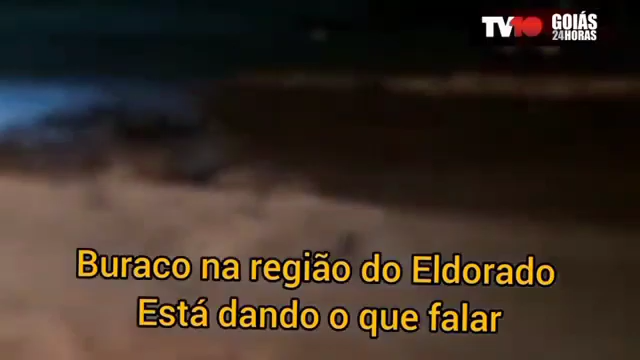 TV10 GOIÁS
24HORAS
Buraco na região do Eldorado
Está dando o que falar